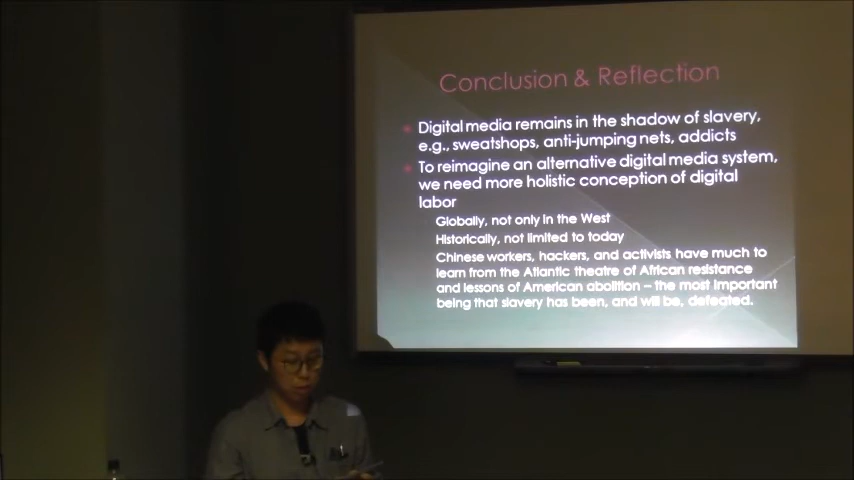 Conclusion & Reflection
Digital media remains in the shadow of slavery,
e.g., sweatshops, anti-jumping nets, addicts
To reimagine an alternative digital media system,
we need more holistic conception of digital
labor
Globally, not only in the West
Historically, not limited to today
Chinese workers, hackers, and activists have much to
learn from the Atlantic theatre of African resistance
and lessons of American abolition – the most important
being that slavery has been, and will be, defeated.